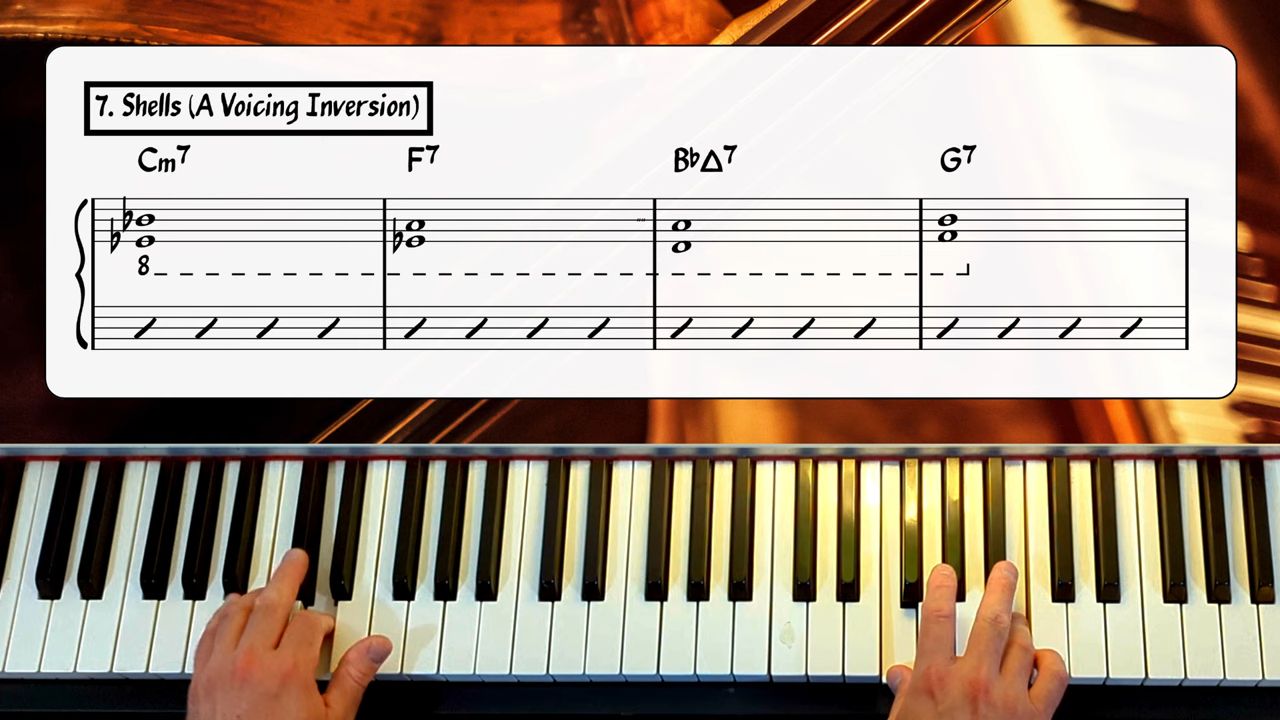 7. Shells (A Voicing Inversion)
Cm7 F7 B♭Δ7 G7
8